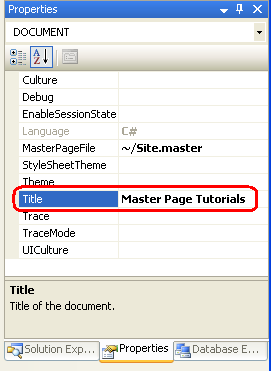 Properties
DOCUMENT
Culture
Debug
EnableSessionState
Language C#
MasterPageFile ~/Site.master
StyleSheetTheme
Theme
Title Master Page Tutorials
Trace
TraceMode
UICulture
Title
Title of the document.
Solution Exp... Properties Database E...